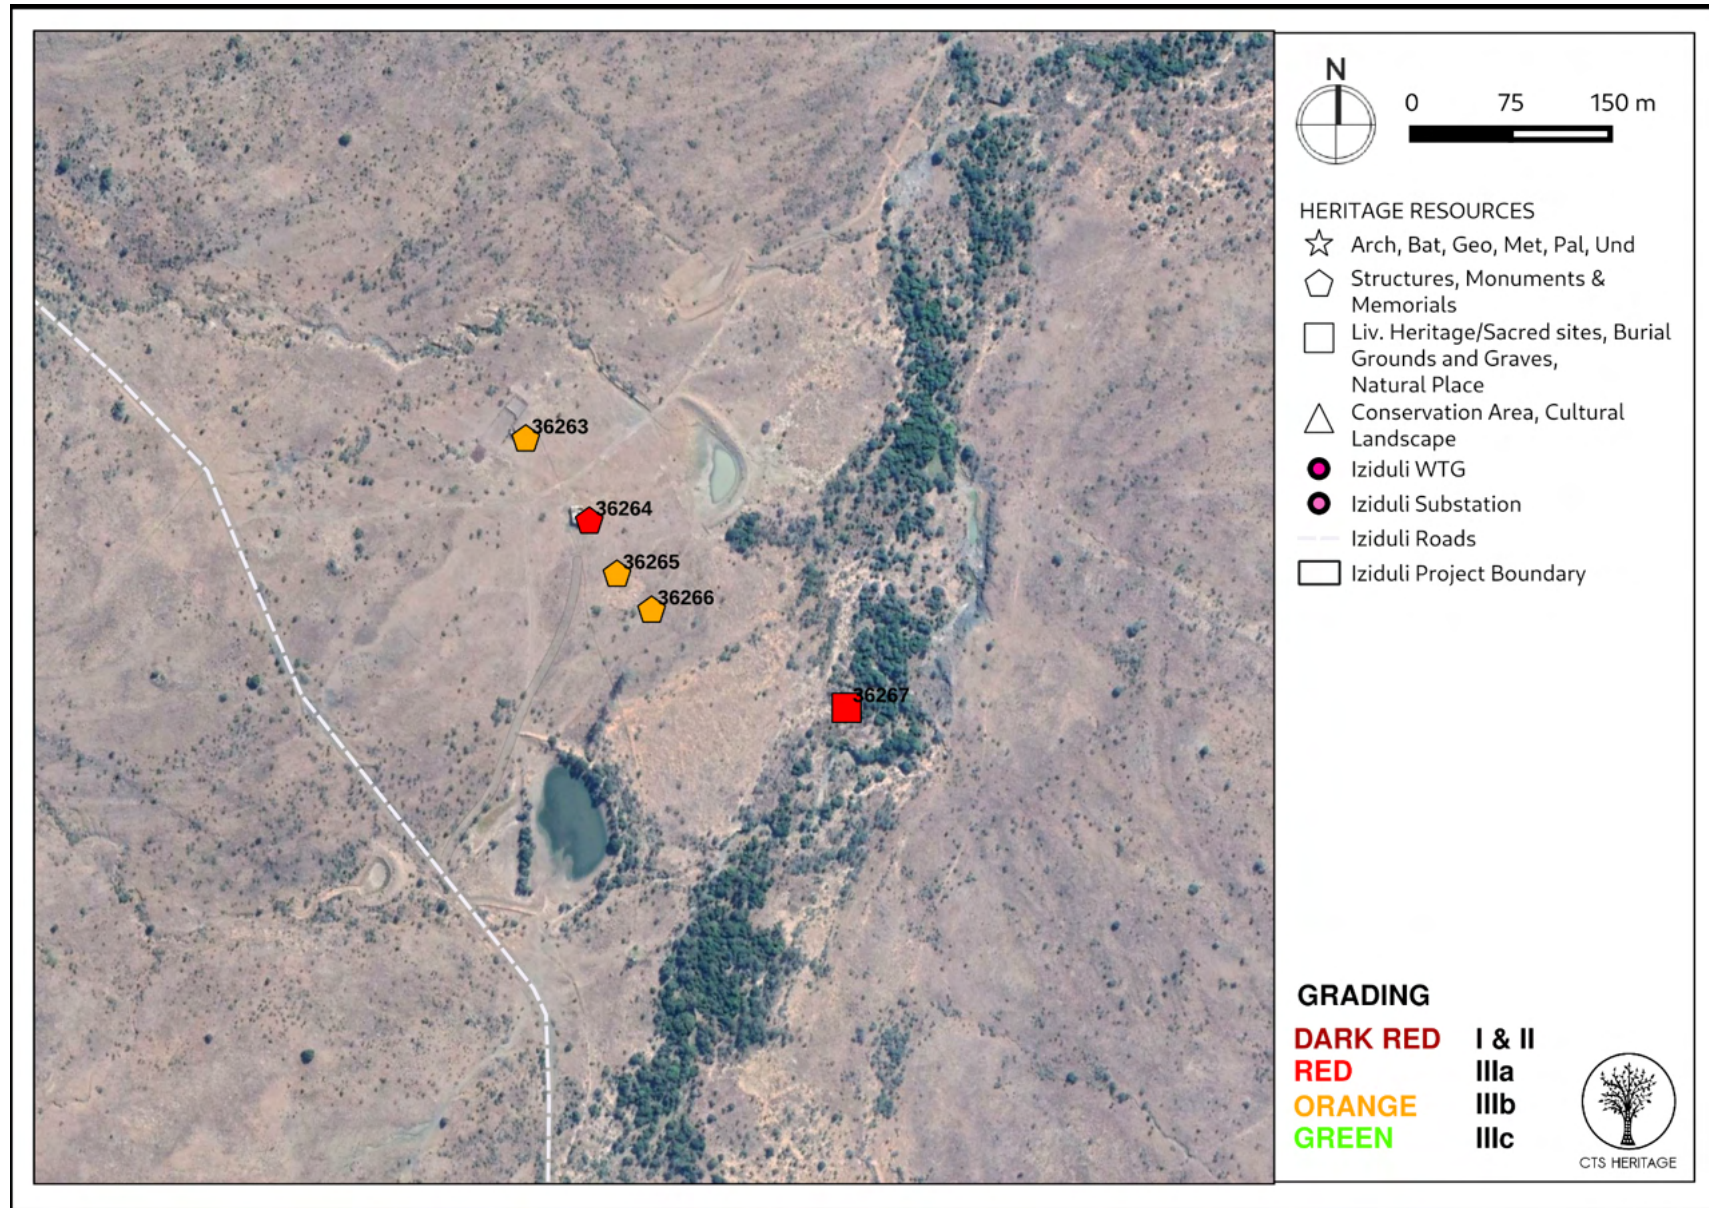 N
0 75 150 m
HERITAGE RESOURCES
Arch, Bat, Geo, Met, Pal, Und
Structures, Monuments &
Memorials
Liv. Heritage/Sacred sites, Burial
Grounds and Graves,
Natural Place
Conservation Area, Cultural
Landscape
Iziduli WTG
Iziduli Substation
Iziduli Roads
Iziduli Project Boundary
36263
36264
36265
36266
36267
GRADING
DARK RED I & II
RED IIIa
ORANGE IIIb
GREEN IIIc
CTS HERITAGE